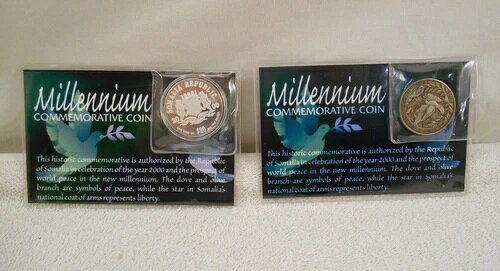 Millennium
COMMEMORATIVE COIN
SOMALIA REPUBLIC
This historic commemorative is authorized by the Republic
of Somalia in celebration of the year 2000 and the prospect of
world peace in the new millennium. The dove and olive
branch are symbols of peace, while the star in Somalia's
national coat of arms represents liberty.
Millennium
COMMEMORATIVE COIN
This historic commemorative is authorized by the Republic
of Somalia in celebration of the year 2000 and the prospect of
world peace in the new millennium. The dove and olive
branch are symbols of peace, while the star in Somalia's
national coat of arms represents liberty.